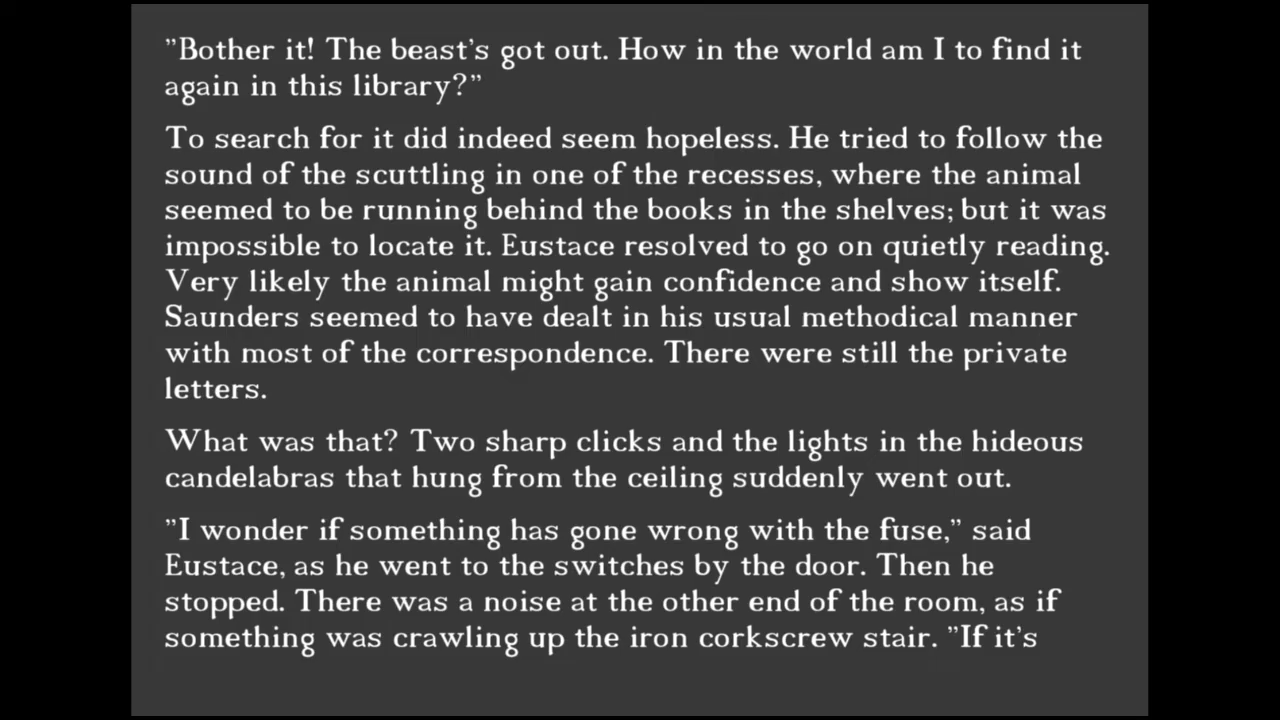 "Bother it! The beast's got out. How in the world am I to find it
again in this library?"
To search for it did indeed seem hopeless. He tried to follow the
sound of the scuttling in one of the recesses, where the animal
seemed to be running behind the books in the shelves; but it was
impossible to locate it. Eustace resolved to go on quietly reading.
Very likely the animal might gain confidence and show itself.
Saunders seemed to have dealt in his usual methodical manner
with most of the correspondence. There were still the private
letters.
What was that? Two sharp clicks and the lights in the hideous
candelabras that hung from the ceiling suddenly went out.
"I wonder if something has gone wrong with the fuse," said
Eustace, as he went to the switches by the door. Then he
stopped. There was a noise at the other end of the room, as if
something was crawling up the iron corkscrew stair. "If it's